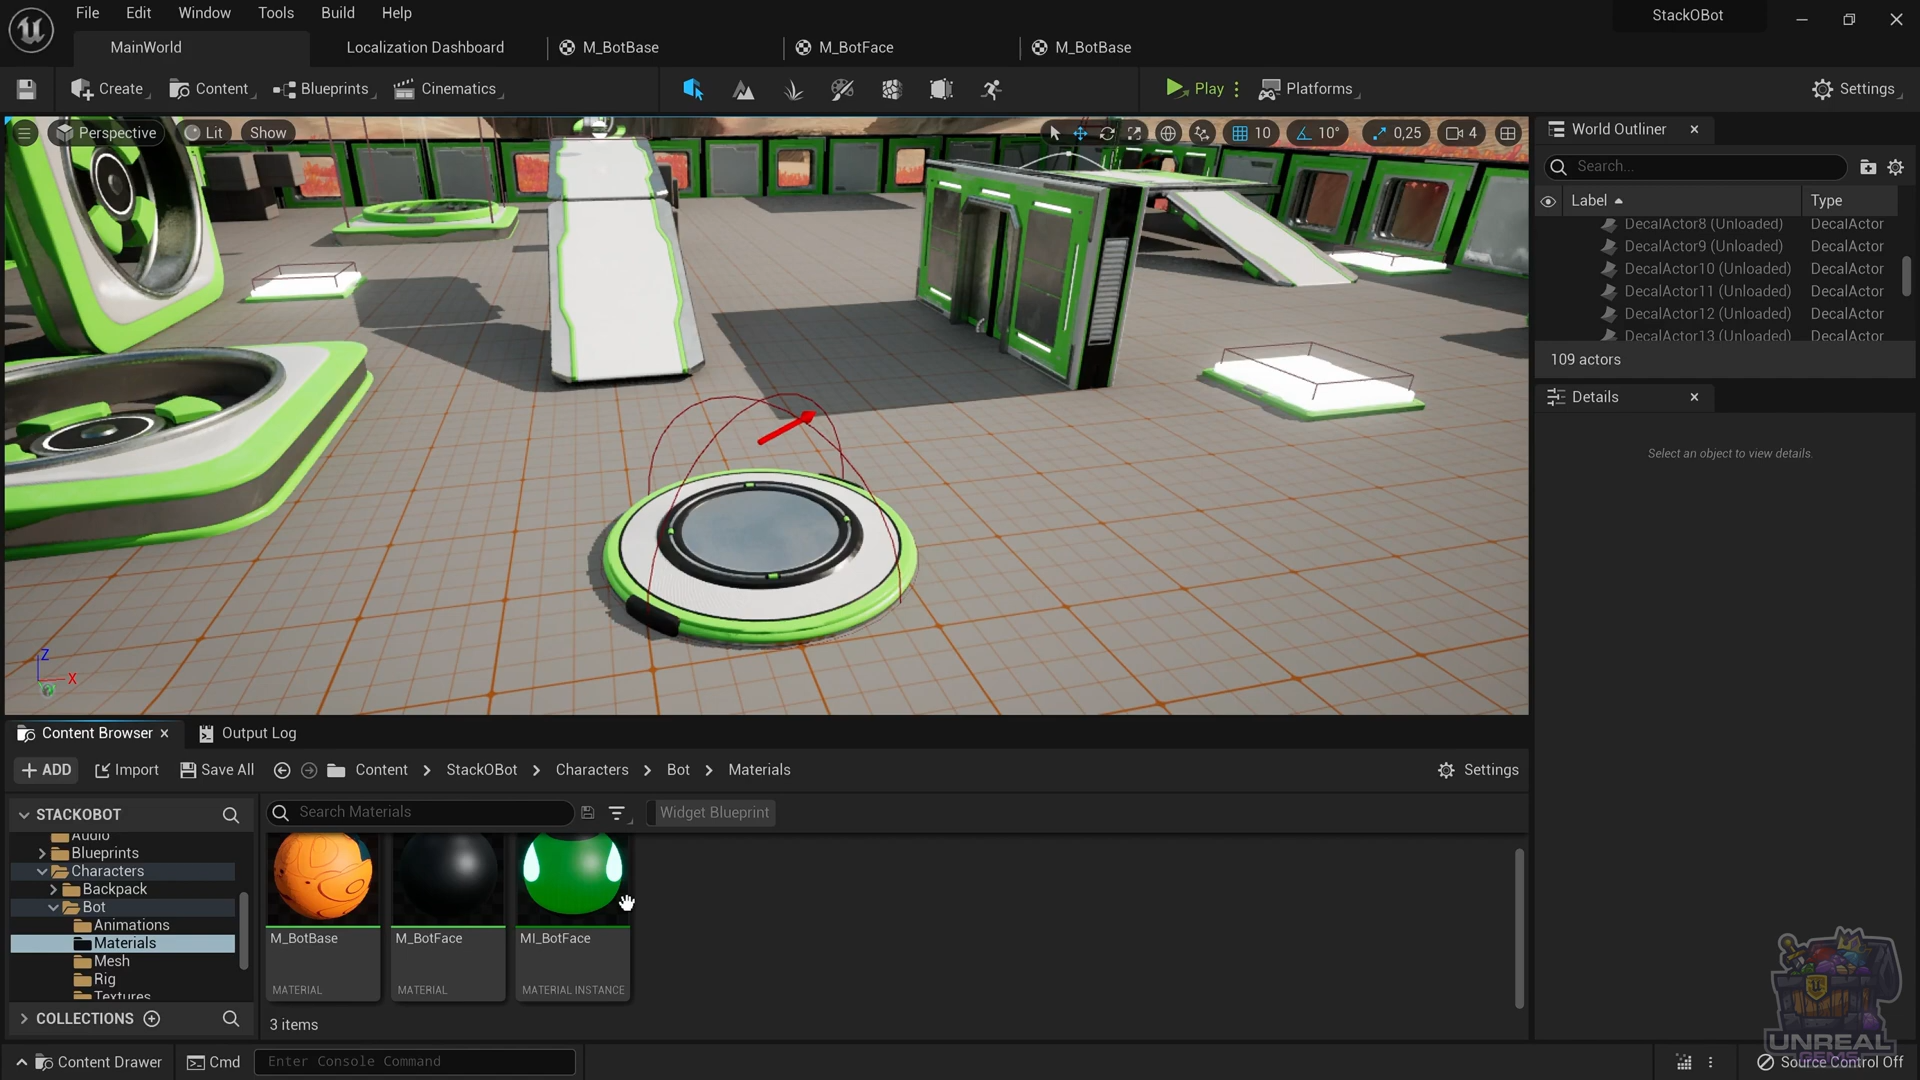 File Edit Window Tools Build Help
StackOBot
MainWorld
Localization Dashboard
M_BotBase
M_BotFace
M_BotBase
Create
Content
Blueprints
Cinematics
Play
Platforms
Settings
Perspective
Lit
Show
10
10°
0,25
4
World Outliner
Search...
Label
Type
DecalActor8 (Unloaded) DecalActor
DecalActor9 (Unloaded) DecalActor
DecalActor10 (Unloaded) DecalActor
DecalActor11 (Unloaded) DecalActor
DecalActor12 (Unloaded) DecalActor
DecalActor13 (Unloaded) DecalActor
109 actors
Details
Select an object to view details.
Z
X
Content Browser
Output Log
ADD
Import
Save All
Content
StackOBot
Characters
Bot
Materials
Settings
STACKOBOT
Search Materials
Widget Blueprint
Audio
Blueprints
Characters
Backpack
Bot
Animations
Materials
Mesh
Rig
Textures
M_BotBase
M_BotFace
MI_BotFace
MATERIAL
MATERIAL
MATERIAL INSTANCE
COLLECTIONS
3 items
Content Drawer
Cmd
Enter Console Command
UNREAL
GEMS
Source Control Off